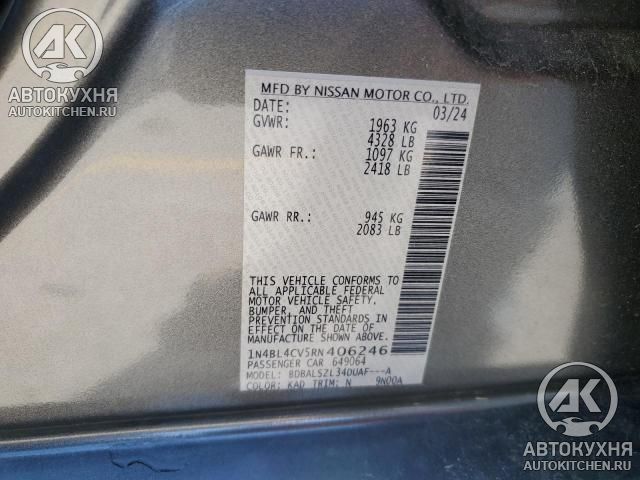 АВТОКУХНЯ
AUTOKITCHEN.RU
АВТОКУХНЯ
AUTOKITCHEN.RU
MFD BY NISSAN MOTOR CO., LTD.
DATE: 03/24
GVWR: 1963 KG
4328 LB
GAWR FR.: 1097 KG
2418 LB
GAWR RR.: 945 KG
2083 LB
THIS VEHICLE CONFORMS TO
ALL APPLICABLE FEDERAL
MOTOR VEHICLE SAFETY,
BUMPER, AND THEFT
PREVENTION STANDARDS IN
EFFECT ON THE DATE OF
MANUFACTURE SHOWN ABOVE.
1N4BL4CV5RN406246
PASSENGER CAR 649064
MODEL: BDBALSZL34DUAF---A
COLOR: KAD TRIM: N 9N00A
АВТОКУХНЯ
AUTOKITCHEN.RU